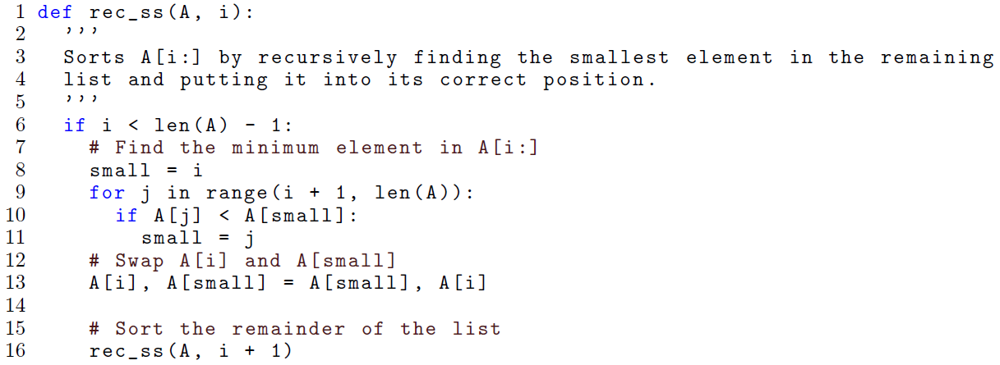 1 def rec_ss(A, i):
2   '''
3   Sorts A[i:] by recursively finding the smallest element in the remaining
4   list and putting it into its correct position.
5   '''
6   if i < len(A) - 1:
7     # Find the minimum element in A[i:]
8     small = i
9     for j in range(i + 1, len(A)):
10       if A[j] < A[small]:
11         small = j
12     # Swap A[i] and A[small]
13     A[i], A[small] = A[small], A[i]
14
15     # Sort the remainder of the list
16     rec_ss(A, i + 1)